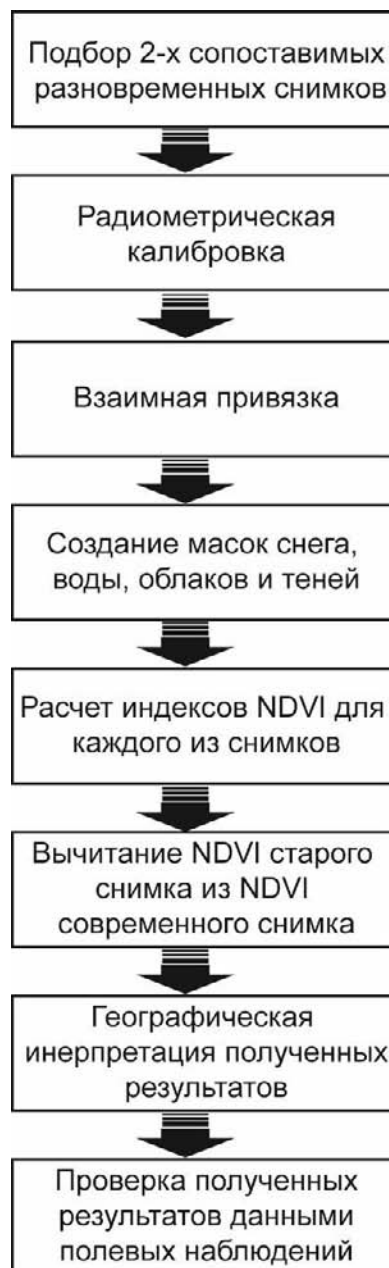 Подбор 2-х сопоставимых
разновременных снимков
Радиометрическая
калибровка
Взаимная привязка
Создание масок снега,
воды, облаков и теней
Расчет индексов NDVI для
каждого из снимков
Вычитание NDVI старого
снимка из NDVI
современного снимка
Географическая
инерпретация полученных
результатов
Проверка полученных
результатов данными
полевых наблюдений